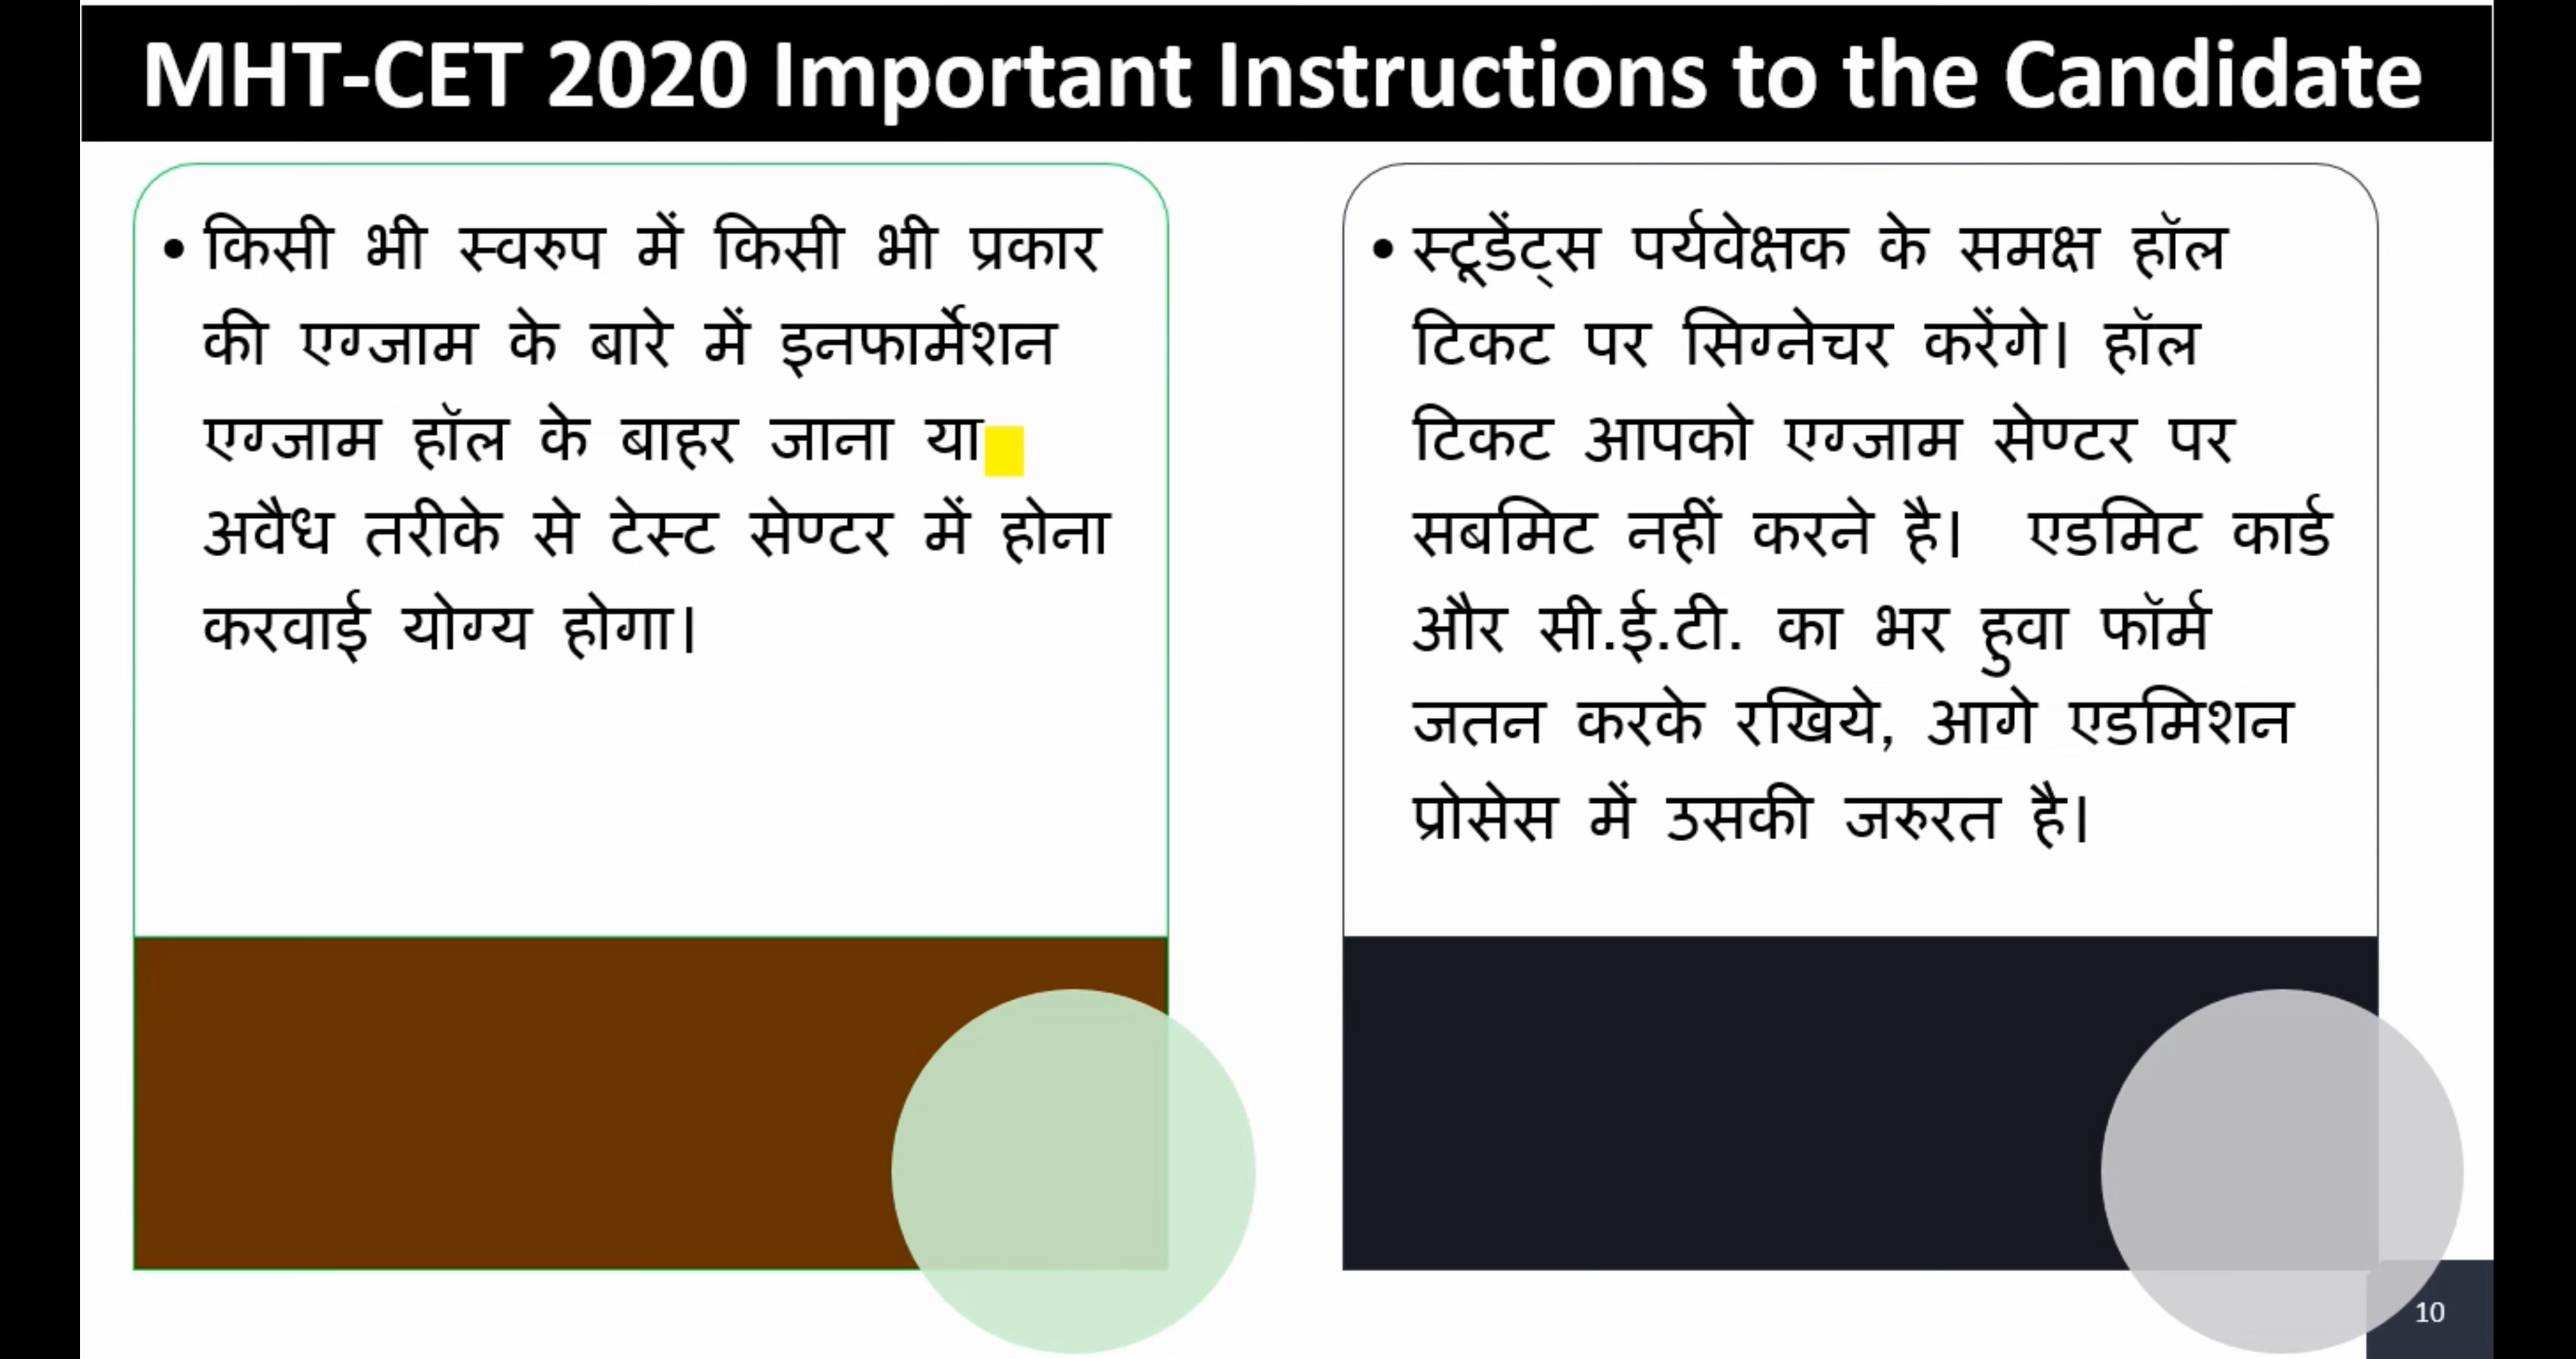 MHT-CET 2020 Important Instructions to the Candidate
• किसी भी स्वरुप में किसी भी प्रकार
की एग्जाम के बारे में इनफार्मेशन
एग्जाम हॉल के बाहर जाना या
अवैध तरीके से टेस्ट सेण्टर में होना
करवाई योग्य होगा।
• स्टूडेंट्स पर्यवेक्षक के समक्ष हॉल
टिकट पर सिग्नेचर करेंगे। हॉल
टिकट आपको एग्जाम सेण्टर पर
सबमिट नहीं करने है। एडमिट कार्ड
और सी.ई.टी. का भर हुवा फॉर्म
जतन करके रखिये, आगे एडमिशन
प्रोसेस में उसकी जरुरत है।
10